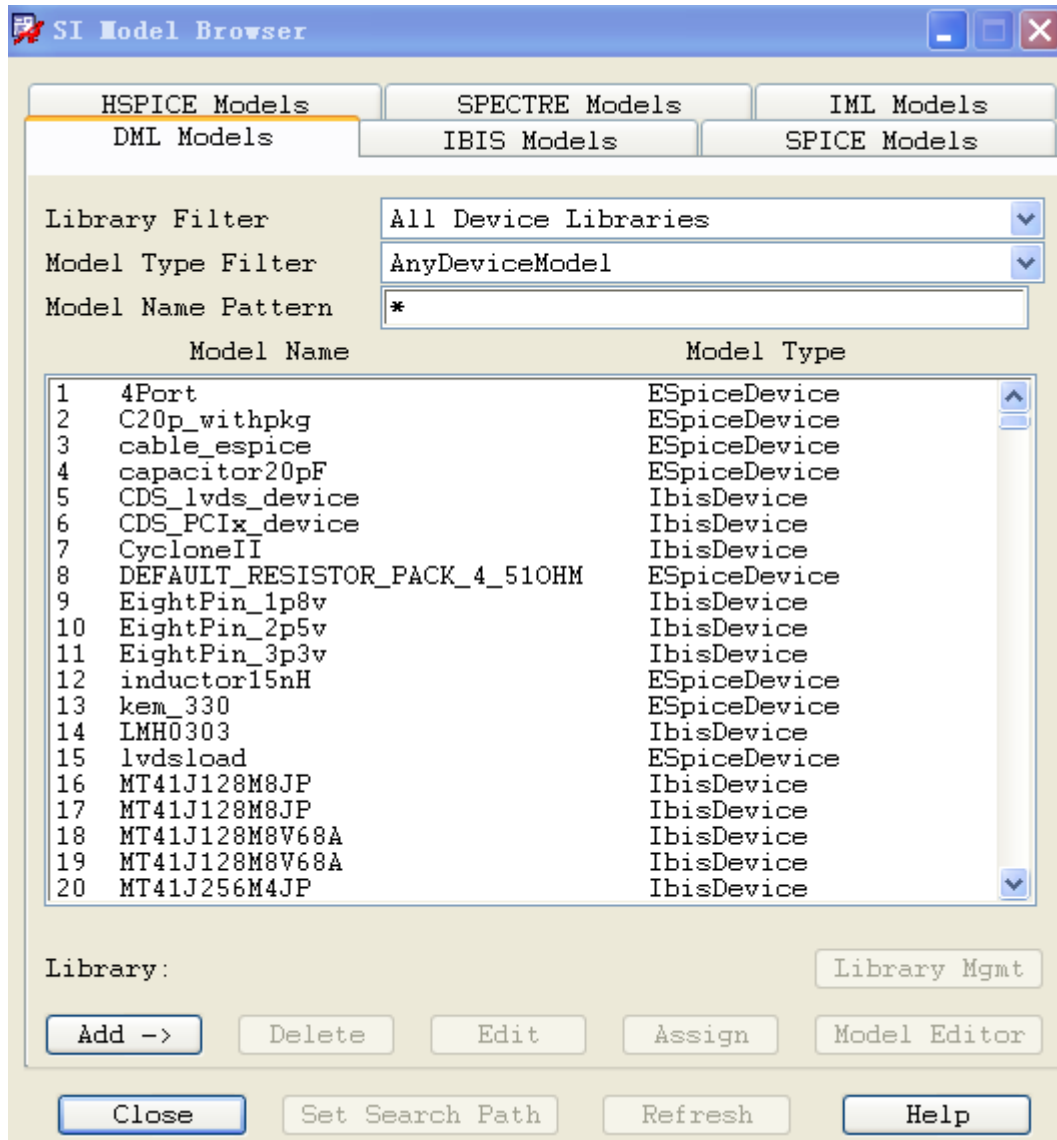 SI Model Browser
HSPICE Models SPECTRE Models IML Models
DML Models IBIS Models SPICE Models
Library Filter All Device Libraries
Model Type Filter AnyDeviceModel
Model Name Pattern *
Model Name Model Type
1 4Port ESpiceDevice
2 C20p_withpkg ESpiceDevice
3 cable_espice ESpiceDevice
4 capacitor20pF ESpiceDevice
5 CDS_lvds_device IbisDevice
6 CDS_PCIx_device IbisDevice
7 CycloneII IbisDevice
8 DEFAULT_RESISTOR_PACK_4_51OHM ESpiceDevice
9 EightPin_1p8v IbisDevice
10 EightPin_2p5v IbisDevice
11 EightPin_3p3v IbisDevice
12 inductor15nH ESpiceDevice
13 kem_330 ESpiceDevice
14 LMH0303 IbisDevice
15 lvdsload ESpiceDevice
16 MT41J128M8JP IbisDevice
17 MT41J128M8JP IbisDevice
18 MT41J128M8V68A IbisDevice
19 MT41J128M8V68A IbisDevice
20 MT41J256M4JP IbisDevice
Library: Library Mgmt
Add -> Delete Edit Assign Model Editor
Close Set Search Path Refresh Help